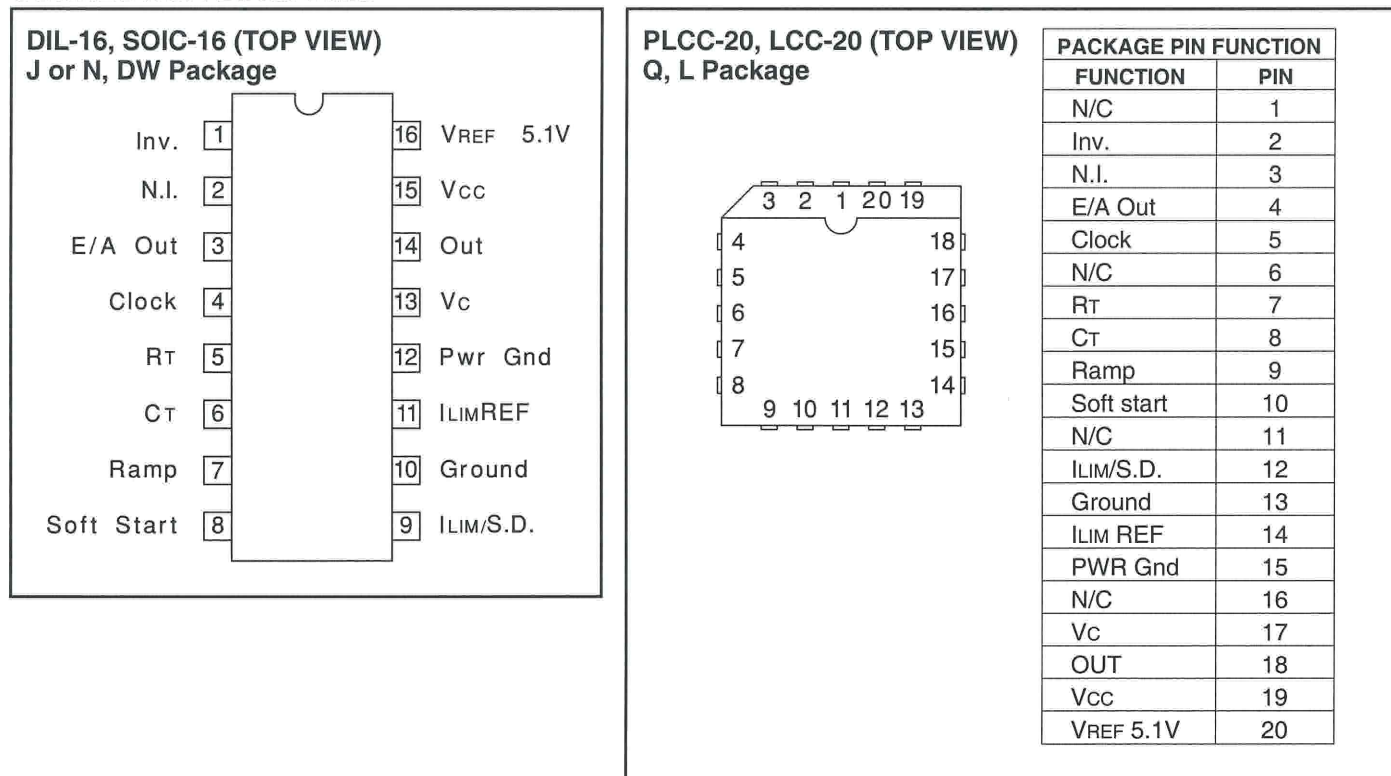 DIL-16, SOIC-16 (TOP VIEW)
J or N, DW Package
Inv. 1
N.I. 2
E/A Out 3
Clock 4
RT 5
CT 6
Ramp 7
Soft Start 8
16 VREF 5.1V
15 VCC
14 Out
13 VC
12 Pwr Gnd
11 ILIMREF
10 Ground
9 ILIM/S.D.
PLCC-20, LCC-20 (TOP VIEW)
Q, L Package
3 2 1 20 19
4 18
5 17
6 16
7 15
8 14
9 10 11 12 13
PACKAGE PIN FUNCTION
FUNCTION PIN
N/C 1
Inv. 2
N.I. 3
E/A Out 4
Clock 5
N/C 6
RT 7
CT 8
Ramp 9
Soft start 10
N/C 11
ILIM/S.D. 12
Ground 13
ILIM REF 14
PWR Gnd 15
N/C 16
VC 17
OUT 18
VCC 19
VREF 5.1V 20